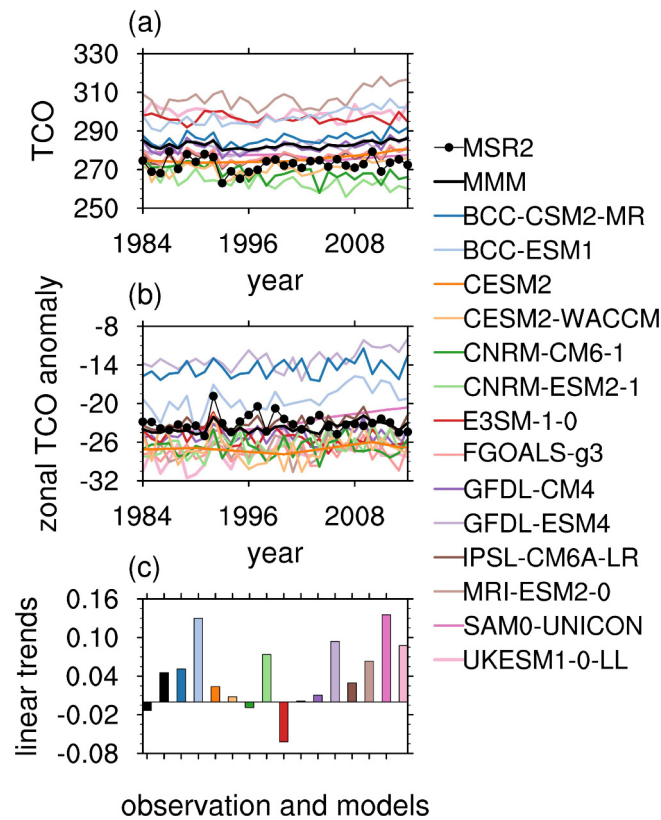 (a)
TCO
330
310
290
270
250
1984
1996
2008
year
(b)
zonal TCO anomaly
-8
-14
-20
-26
-32
1984
1996
2008
year
(c)
linear trends
0.16
0.10
0.04
-0.02
-0.08
observation and models
MSR2
MMM
BCC-CSM2-MR
BCC-ESM1
CESM2
CESM2-WACCM
CNRM-CM6-1
CNRM-ESM2-1
E3SM-1-0
FGOALS-g3
GFDL-CM4
GFDL-ESM4
IPSL-CM6A-LR
MRI-ESM2-0
SAM0-UNICON
UKESM1-0-LL